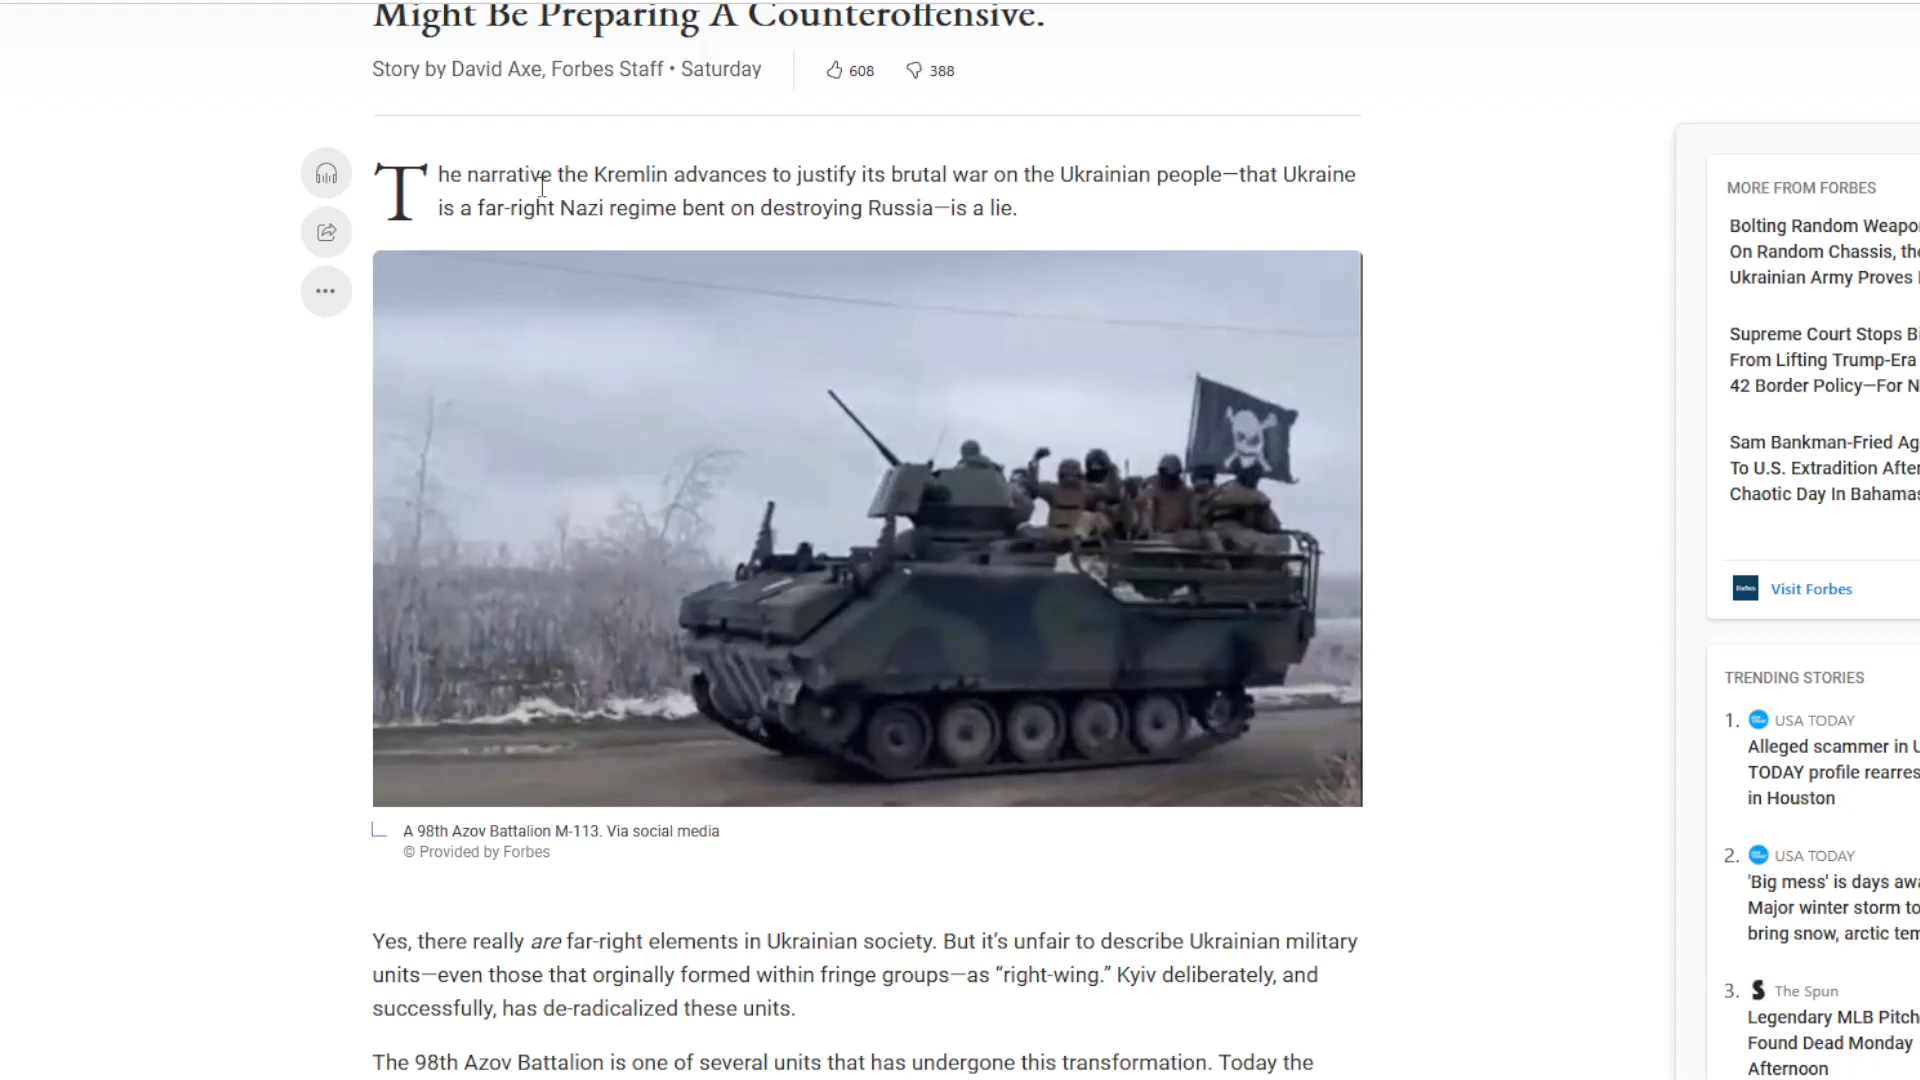 Might Be Preparing A Counteroffensive.
Story by David Axe, Forbes Staff • Saturday
608
388
The narrative the Kremlin advances to justify its brutal war on the Ukrainian people—that Ukraine
is a far-right Nazi regime bent on destroying Russia—is a lie.
A 98th Azov Battalion M-113. Via social media
© Provided by Forbes
Yes, there really are far-right elements in Ukrainian society. But it’s unfair to describe Ukrainian military
units—even those that orginally formed within fringe groups—as “right-wing.” Kyiv deliberately, and
successfully, has de-radicalized these units.
The 98th Azov Battalion is one of several units that has undergone this transformation. Today the
MORE FROM FORBES
Bolting Random Weapo
On Random Chassis, the
Ukrainian Army Proves
Supreme Court Stops Bi
From Lifting Trump-Era
42 Border Policy—For N
Sam Bankman-Fried Ag
To U.S. Extradition After
Chaotic Day In Bahamas
Forbes
Visit Forbes
TRENDING STORIES
1. USA TODAY
Alleged scammer in U
TODAY profile rearres
in Houston
2. USA TODAY
'Big mess' is days awa
Major winter storm to
bring snow, arctic tem
3. The Spun
Legendary MLB Pitch
Found Dead Monday
Afternoon